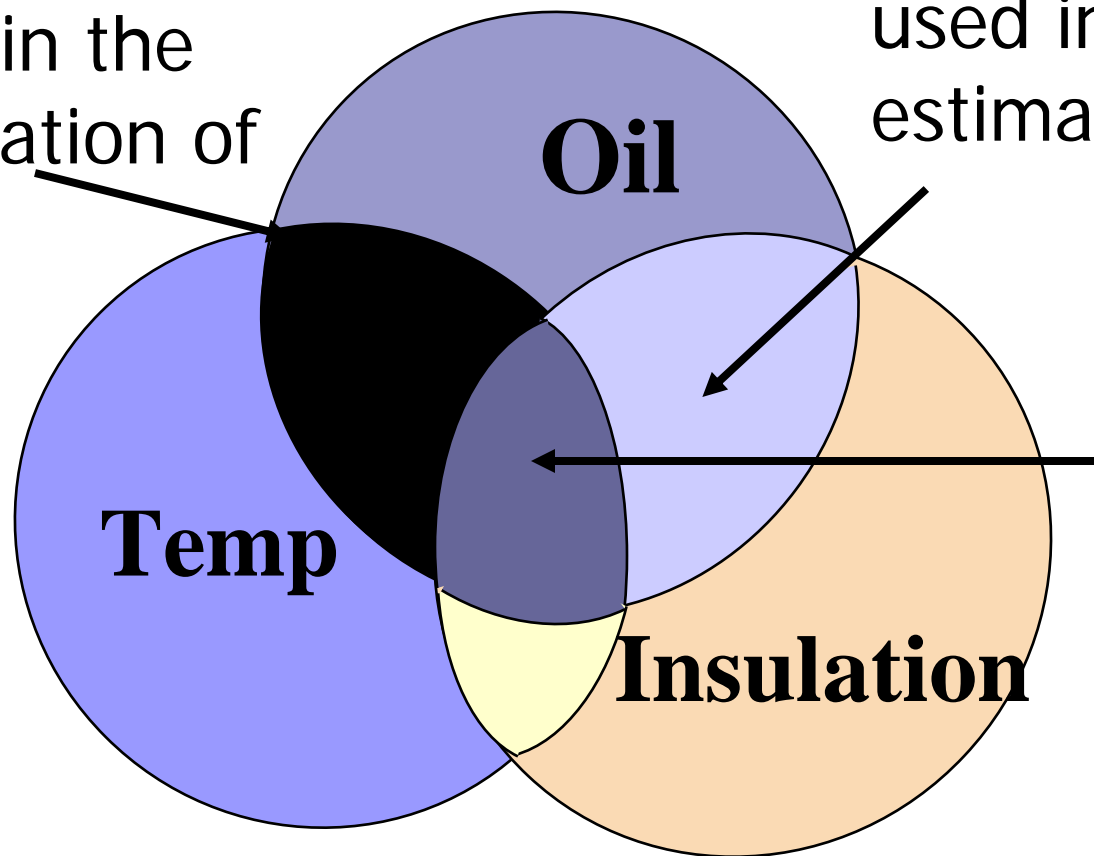 in the
ation of
used in
estima
Oil
Temp
Insulation